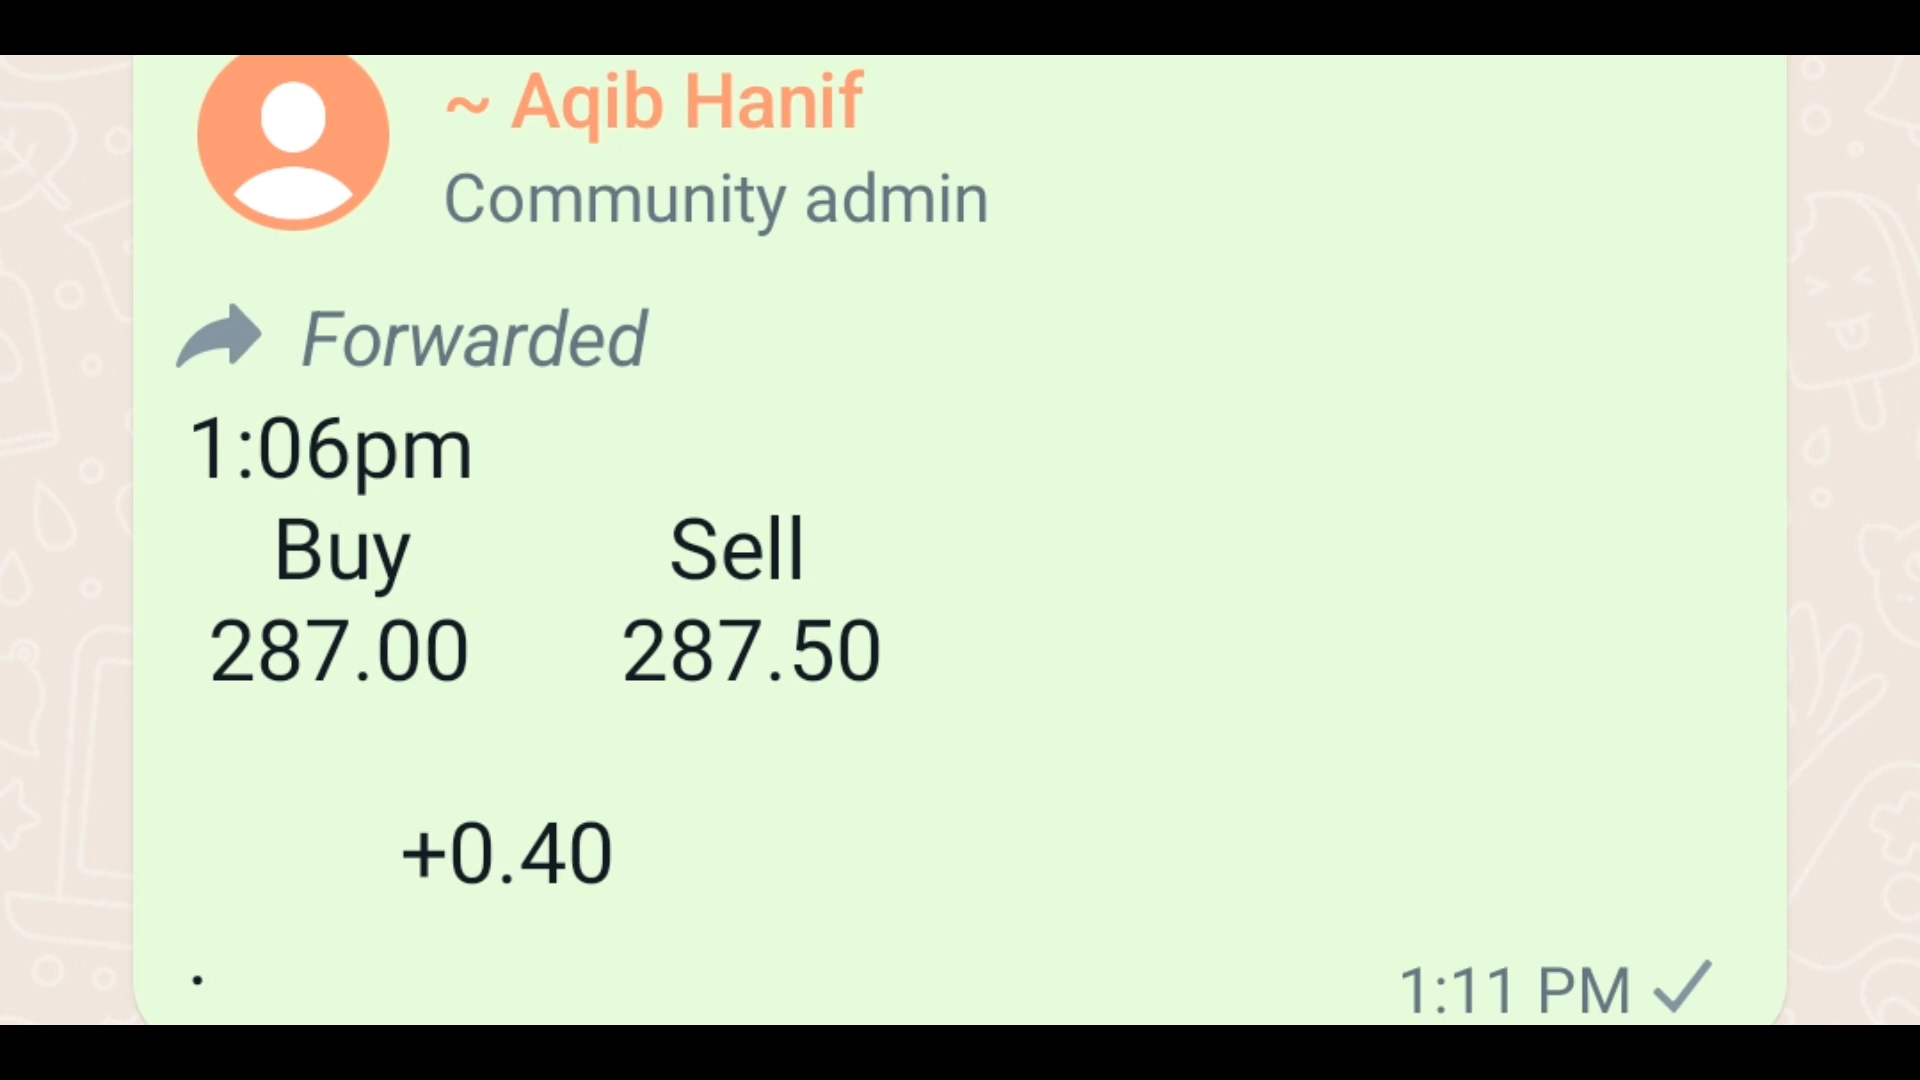 ~ Aqib Hanif
Community admin
Forwarded
1:06pm
Buy Sell
287.00 287.50
+0.40
.
1:11 PM